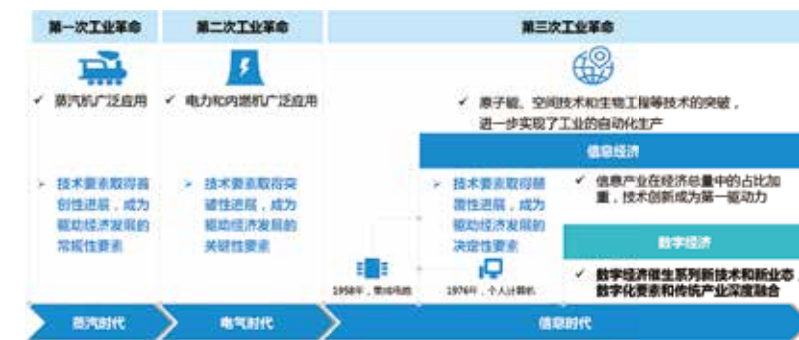 第一次工业革命
第二次工业革命
第三次工业革命
✓ 蒸汽机广泛应用
✓ 电力和内燃机广泛应用
✓ 原子能、空间技术和生物工程等技术的突破，
进一步实现了工业的自动化生产
信息经济
➢ 技术要素取得首
创性进展，成为
驱动经济发展的
常规性要素
➢ 技术要素取得突
破性进展，成为
驱动经济发展的
关键性要素
➢ 技术要素取得颠
覆性进展，成为
驱动经济发展的
决定性要素
✓ 信息产业在经济总量中的占比加
重，技术创新成为第一驱动力
数字经济
✓ 数字经济催生系列新技术和新业态，
数字化要素和传统产业深度融合
1958年，集成电路
1976年，个人计算机
蒸汽时代
电气时代
信息时代